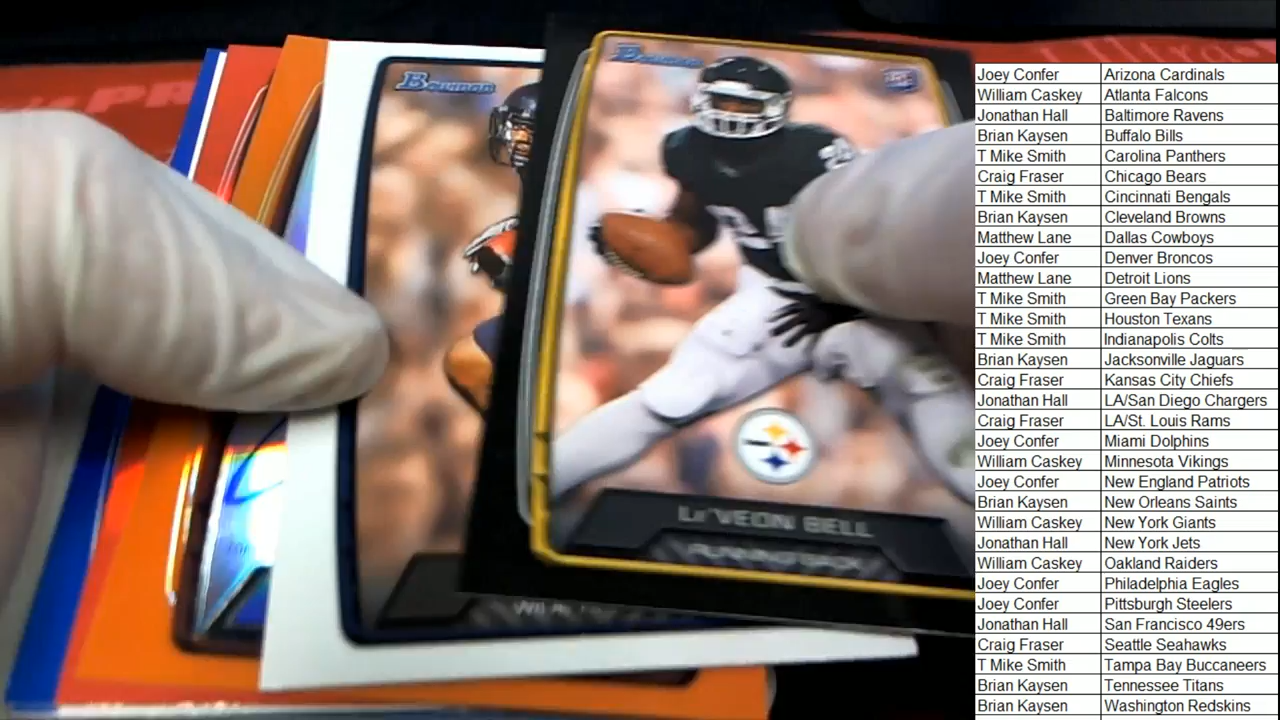 Bowman
Bowman
RC
LE'VEON BELL
RUNNING BACK
Joey Confer Arizona Cardinals
William Caskey Atlanta Falcons
Jonathan Hall Baltimore Ravens
Brian Kaysen Buffalo Bills
T Mike Smith Carolina Panthers
Craig Fraser Chicago Bears
T Mike Smith Cincinnati Bengals
Brian Kaysen Cleveland Browns
Matthew Lane Dallas Cowboys
Joey Confer Denver Broncos
Matthew Lane Detroit Lions
T Mike Smith Green Bay Packers
T Mike Smith Houston Texans
T Mike Smith Indianapolis Colts
Brian Kaysen Jacksonville Jaguars
Craig Fraser Kansas City Chiefs
Jonathan Hall LA/San Diego Chargers
Craig Fraser LA/St. Louis Rams
Joey Confer Miami Dolphins
William Caskey Minnesota Vikings
Joey Confer New England Patriots
Brian Kaysen New Orleans Saints
William Caskey New York Giants
Jonathan Hall New York Jets
William Caskey Oakland Raiders
Joey Confer Philadelphia Eagles
Joey Confer Pittsburgh Steelers
Jonathan Hall San Francisco 49ers
Craig Fraser Seattle Seahawks
T Mike Smith Tampa Bay Buccaneers
Brian Kaysen Tennessee Titans
Brian Kaysen Washington Redskins